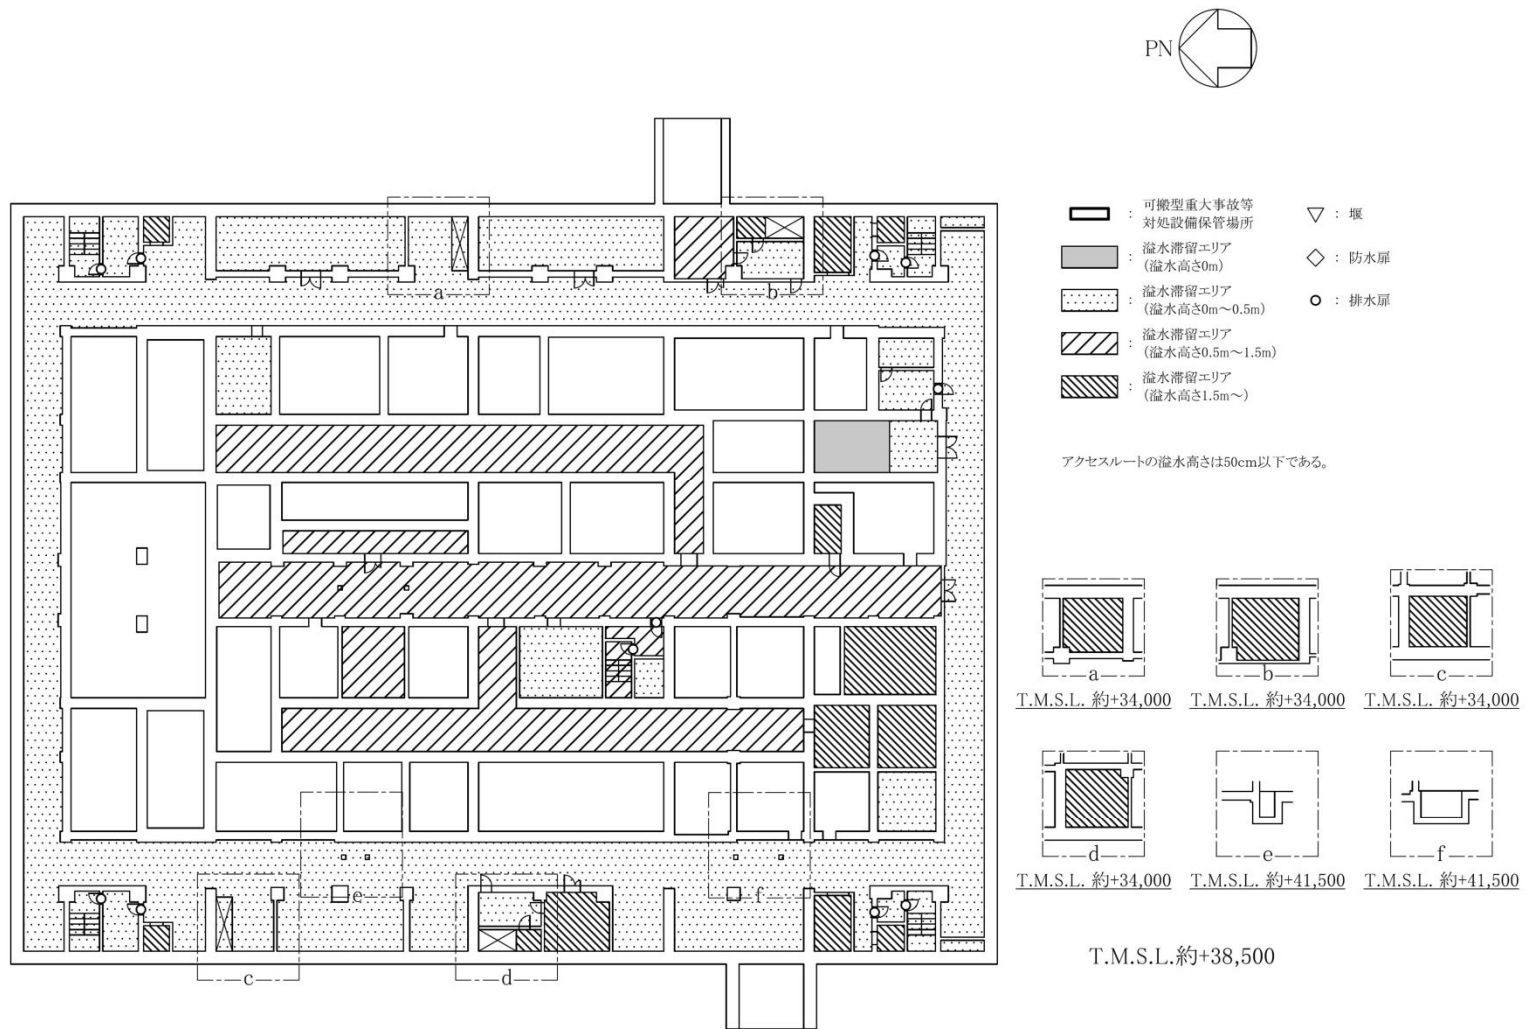 PN
: 可搬型重大事故等
対処設備保管場所
: 堰
: 溢水滞留エリア
(溢水高さ0m)
: 防水扉
: 溢水滞留エリア
(溢水高さ0m～0.5m)
: 排水扉
: 溢水滞留エリア
(溢水高さ0.5m～1.5m)
: 溢水滞留エリア
(溢水高さ1.5m～)
アクセスルートの溢水高さは50cm以下である。
a
b
c
d
e
f
a
T.M.S.L. 約+34,000
b
T.M.S.L. 約+34,000
c
T.M.S.L. 約+34,000
d
T.M.S.L. 約+34,000
e
T.M.S.L. 約+41,500
f
T.M.S.L. 約+41,500
T.M.S.L.約+38,500